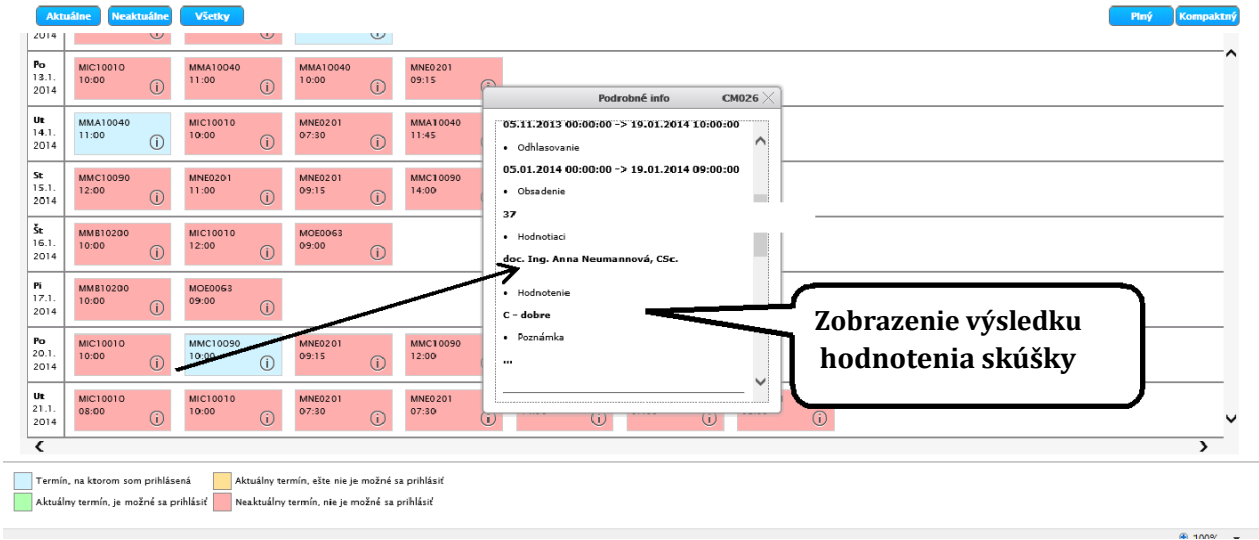 Aktuálne Neaktuálne Všetky Plný Kompaktný
2014
Po
13.1.
2014
MIC10010
10:00
MMA10040
11:00
MMA10040
10:00
MNE0201
09:15
Ut
14.1.
2014
MMA10040
11:00
MIC10010
10:00
MNE0201
07:30
MMA10040
11:45
St
15.1.
2014
MMC10090
12:00
MNE0201
11:00
MNE0201
09:15
MMC10090
14:00
Št
16.1.
2014
MMB10200
10:00
MIC10010
12:00
MOE0063
09:00
Pi
17.1.
2014
MMB10200
10:00
MOE0063
09:00
Po
20.1.
2014
MIC10010
10:00
MMC10090
10:00
MNE0201
09:15
MMC10090
12:00
Ut
21.1.
2014
MIC10010
08:00
MIC10010
10:00
MNE0201
07:30
MNE0201
07:30
Podrobné info CM026
05.11.2013 00:00:00 -> 19.01.2014 10:00:00
• Odhlasovanie
05.01.2014 00:00:00 -> 19.01.2014 09:00:00
• Obsadenie
37
• Hodnotiaci
doc. Ing. Anna Neumannová, CSc.
• Hodnotenie
C - dobre
• Poznámka
...
Zobrazenie výsledku
hodnotenia skúšky
Termín, na ktorom som prihlásená
Aktuálny termín, ešte nie je možné sa prihlásiť
Aktuálny termín, je možné sa prihlásiť
Neaktuálny termín, nie je možné sa prihlásiť
100%